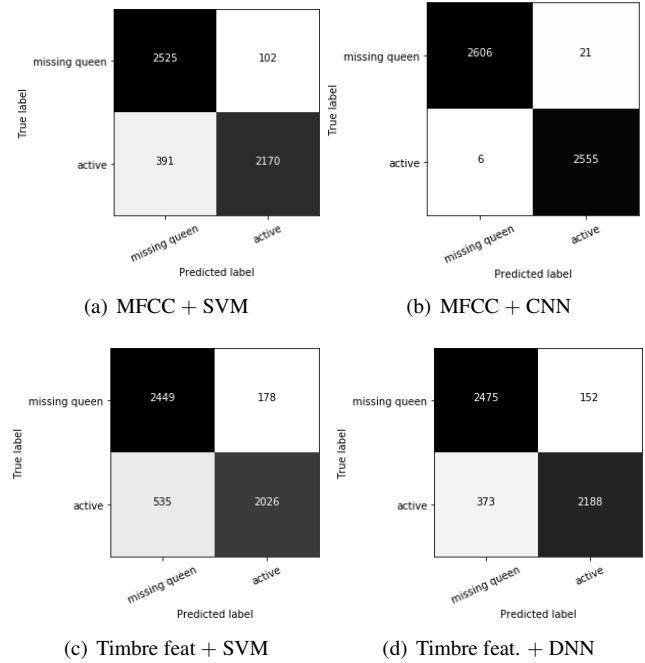 missing queen
2525
102
True label
active
391
2170
missing queen
active
Predicted label
(a) MFCC + SVM
missing queen
2606
21
True label
active
6
2555
missing queen
active
Predicted label
(b) MFCC + CNN
missing queen
2449
178
True label
active
535
2026
missing queen
active
Predicted label
(c) Timbre feat + SVM
missing queen
2475
152
True label
active
373
2188
missing queen
active
Predicted label
(d) Timbre feat. + DNN